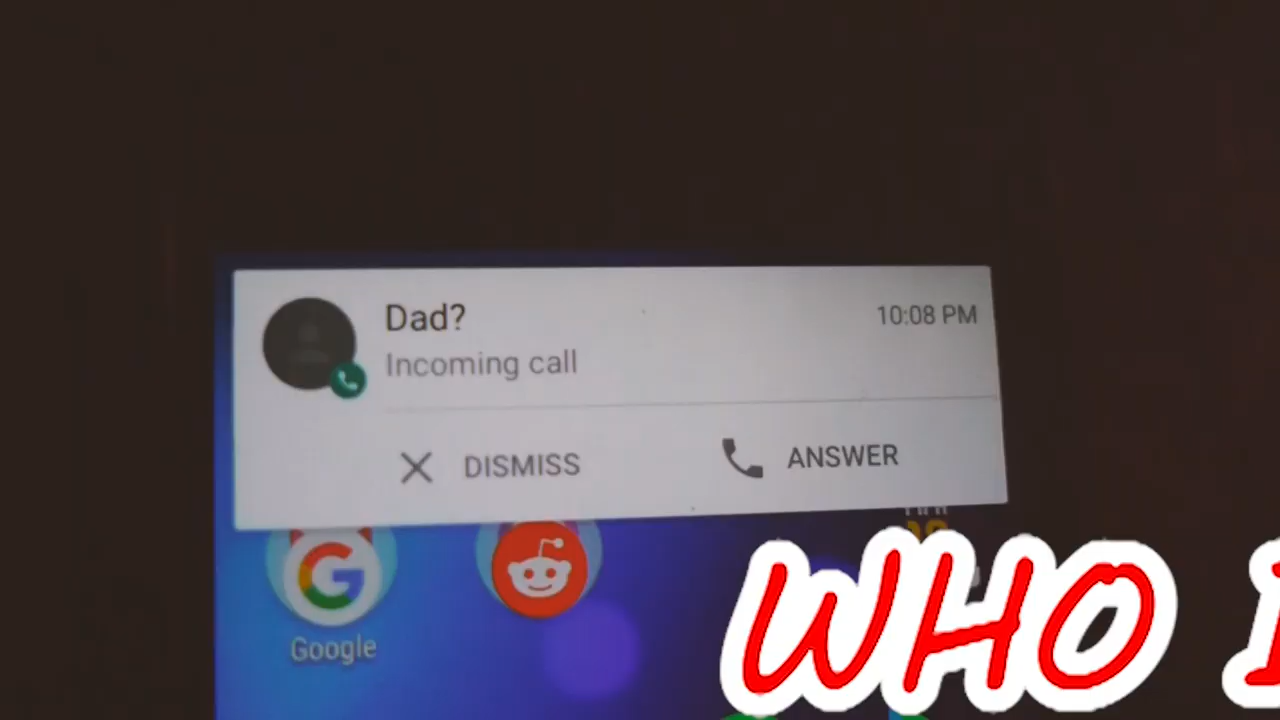 Dad?
10:08 PM
Incoming call
DISMISS
ANSWER
Google
WHO